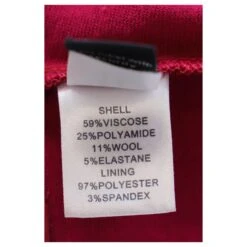 SHELL
59%VISCOSE
25%POLYAMIDE
11%WOOL
5%ELASTANE
LINING
97%POLYESTER
3%SPANDEX